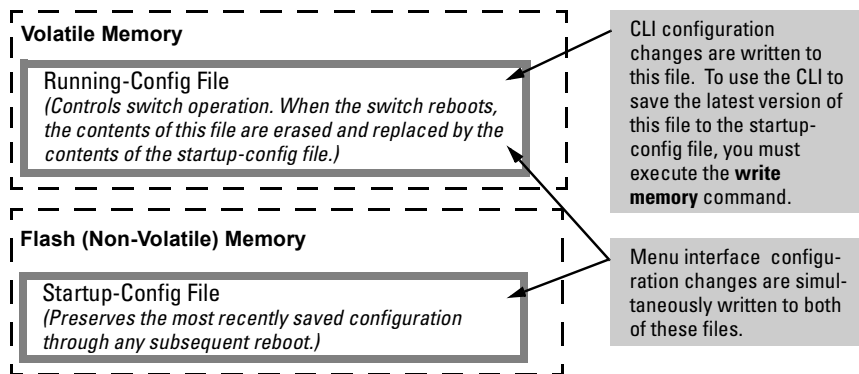 Volatile Memory
Running-Config File
(Controls switch operation. When the switch reboots,
the contents of this file are erased and replaced by the
contents of the startup-config file.)
CLI configuration
changes are written to
this file.  To use the CLI to
save the latest version of
this file to the startup-
config file, you must
execute the write
memory command.
Flash (Non-Volatile) Memory
Startup-Config File
(Preserves the most recently saved configuration
through any subsequent reboot.)
Menu interface  configu-
ration changes are simul-
taneously written to both
of these files.